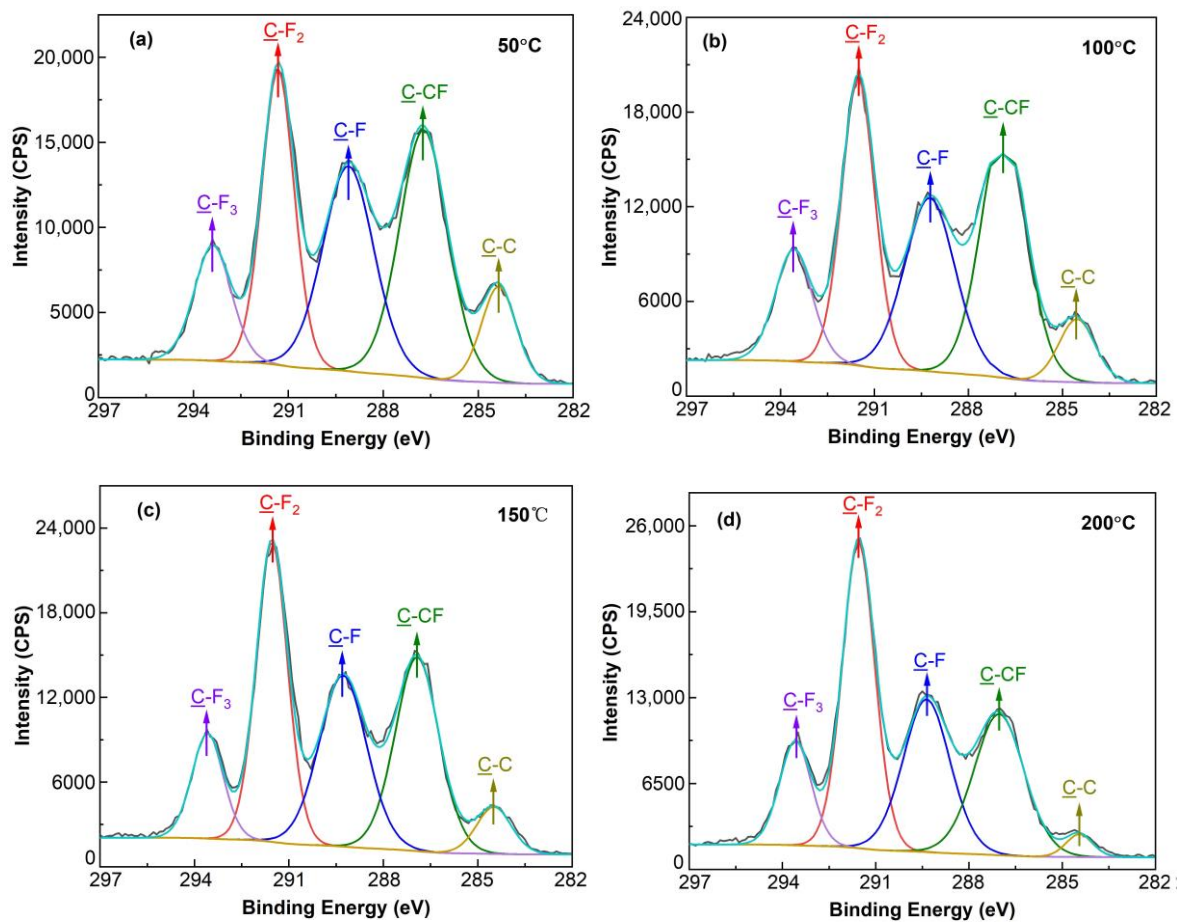 (a)
50°C
C-F₂
C-CF
C-F
C-F₃
C-C
20,000
15,000
10,000
5000
0
Intensity (CPS)
297 294 291 288 285 282
Binding Energy (eV)
(b)
100°C
C-F₂
C-CF
C-F
C-F₃
C-C
24,000
18,000
12,000
6000
0
Intensity (CPS)
297 294 291 288 285 282
Binding Energy (eV)
(c)
150℃
C-F₂
C-F
C-CF
C-F₃
C-C
24,000
18,000
12,000
6000
0
Intensity (CPS)
297 294 291 288 285 282
Binding Energy (eV)
(d)
200°C
C-F₂
C-F
C-CF
C-F₃
C-C
26,000
19,500
13,000
6500
0
Intensity (CPS)
297 294 291 288 285 282
Binding Energy (eV)